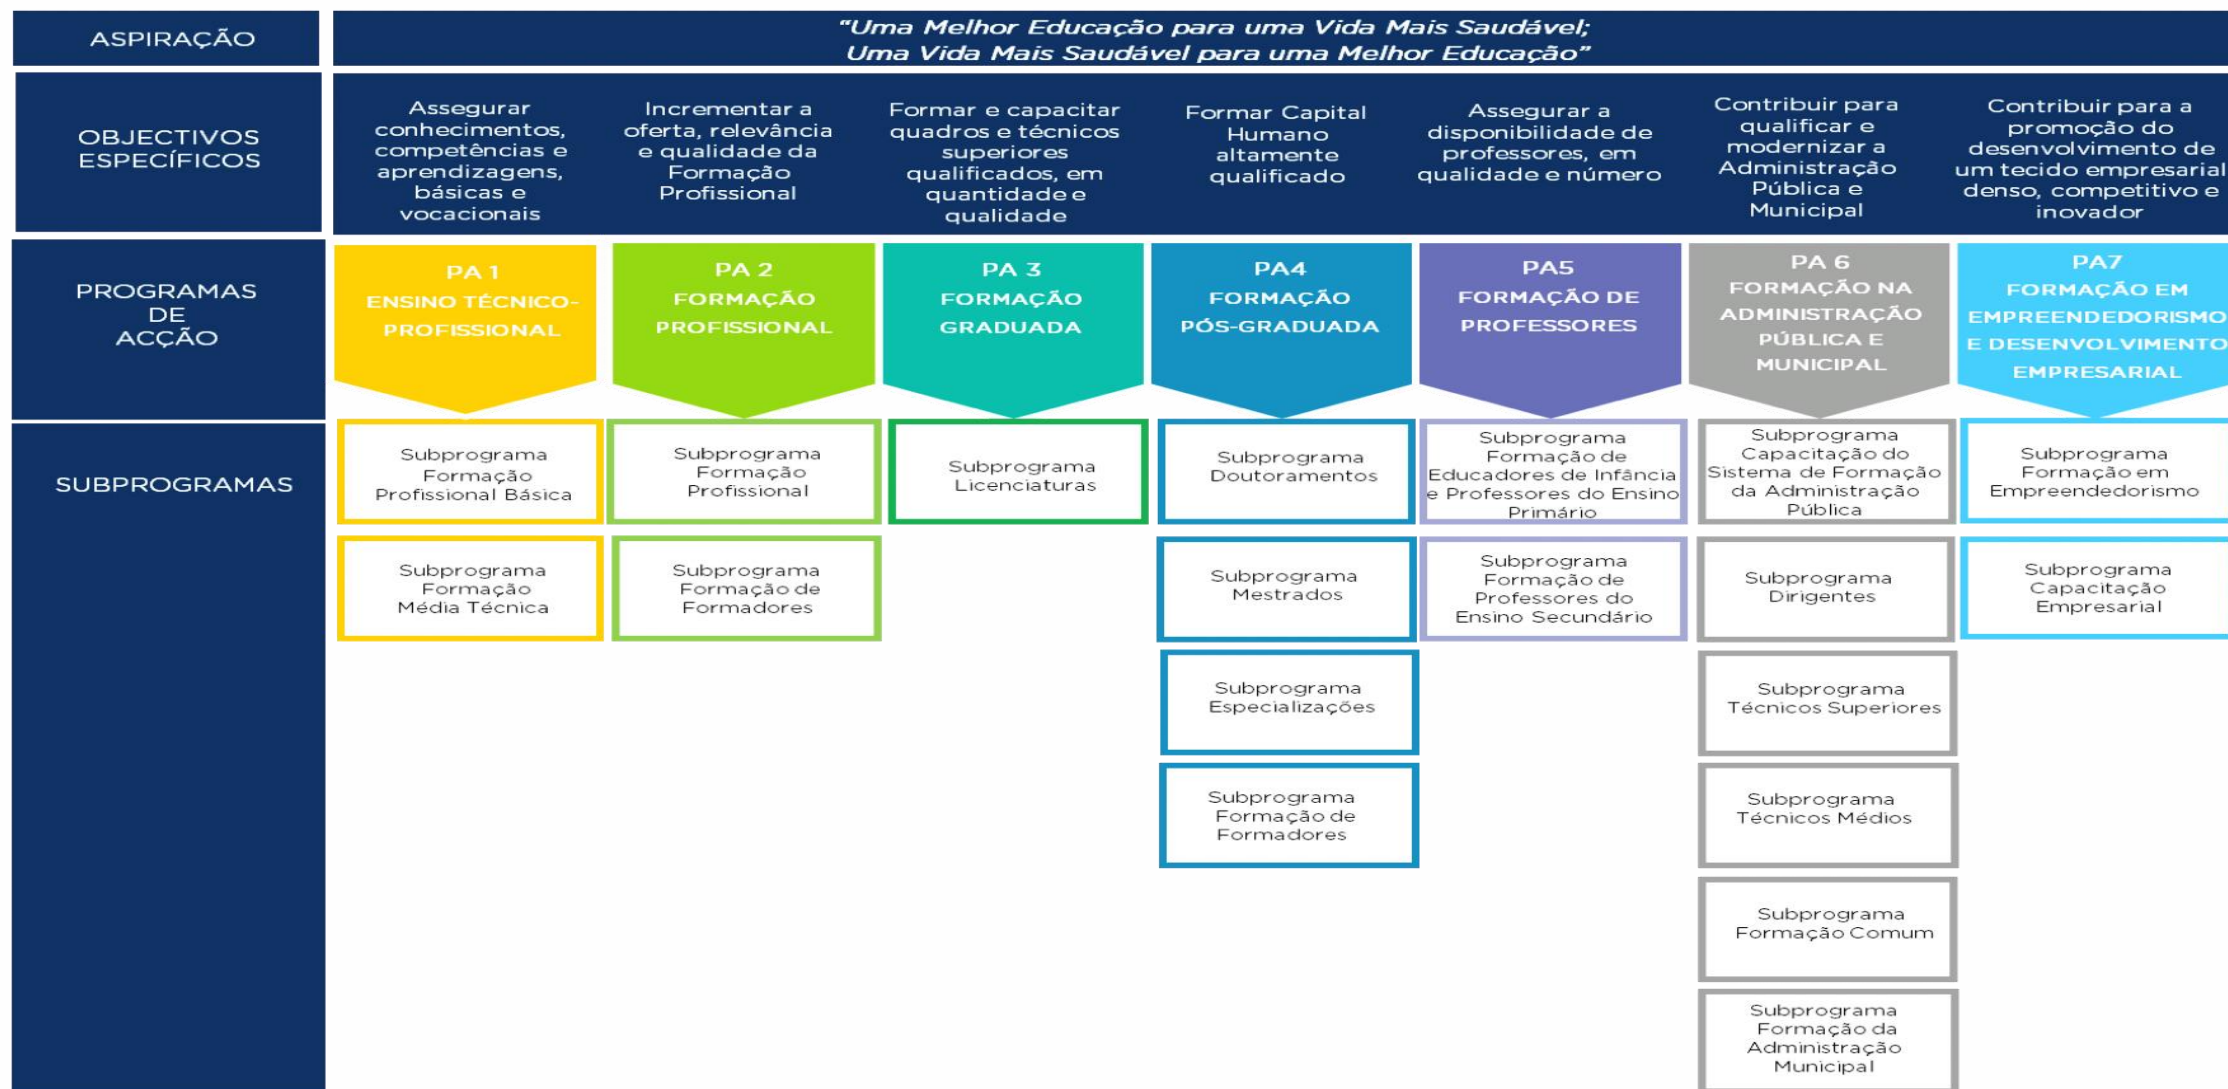 ASPIRAÇÃO
“Uma Melhor Educação para uma Vida Mais Saudável;
Uma Vida Mais Saudável para uma Melhor Educação”
OBJECTIVOS
ESPECÍFICOS
Assegurar
conhecimentos,
competências e
aprendizagens,
básicas e
vocacionais
Incrementar a
oferta, relevância
e qualidade da
Formação
Profissional
Formar e capacitar
quadros e técnicos
superiores
qualificados, em
quantidade e
qualidade
Formar Capital
Humano
altamente
qualificado
Assegurar a
disponibilidade de
professores, em
qualidade e número
Contribuir para
qualificar e
modernizar a
Administração
Pública e
Municipal
Contribuir para a
promoção do
desenvolvimento de
um tecido empresarial
denso, competitivo e
inovador
PROGRAMAS
DE
ACÇÃO
PA 1
ENSINO TÉCNICO-
PROFISSIONAL
PA 2
FORMAÇÃO
PROFISSIONAL
PA 3
FORMAÇÃO
GRADUADA
PA4
FORMAÇÃO
PÓS-GRADUADA
PA5
FORMAÇÃO DE
PROFESSORES
PA 6
FORMAÇÃO NA
ADMINISTRAÇÃO
PÚBLICA E
MUNICIPAL
PA7
FORMAÇÃO EM
EMPREENDEDORISMO
E DESENVOLVIMENTO
EMPRESARIAL
SUBPROGRAMAS
Subprograma
Formação
Profissional Básica
Subprograma
Formação
Profissional
Subprograma
Licenciaturas
Subprograma
Doutoramentos
Subprograma
Formação de
Educadores de Infância
e Professores do Ensino
Primário
Subprograma
Capacitação do
Sistema de Formação
da Administração
Pública
Subprograma
Formação em
Empreendedorismo
Subprograma
Formação
Média Técnica
Subprograma
Formação de
Formadores
Subprograma
Mestrados
Subprograma
Formação de
Professores do
Ensino Secundário
Subprograma
Dirigentes
Subprograma
Capacitação
Empresarial
Subprograma
Especializações
Subprograma
Técnicos Superiores
Subprograma
Formação de
Formadores
Subprograma
Técnicos Médios
Subprograma
Formação Comum
Subprograma
Formação da
Administração
Municipal